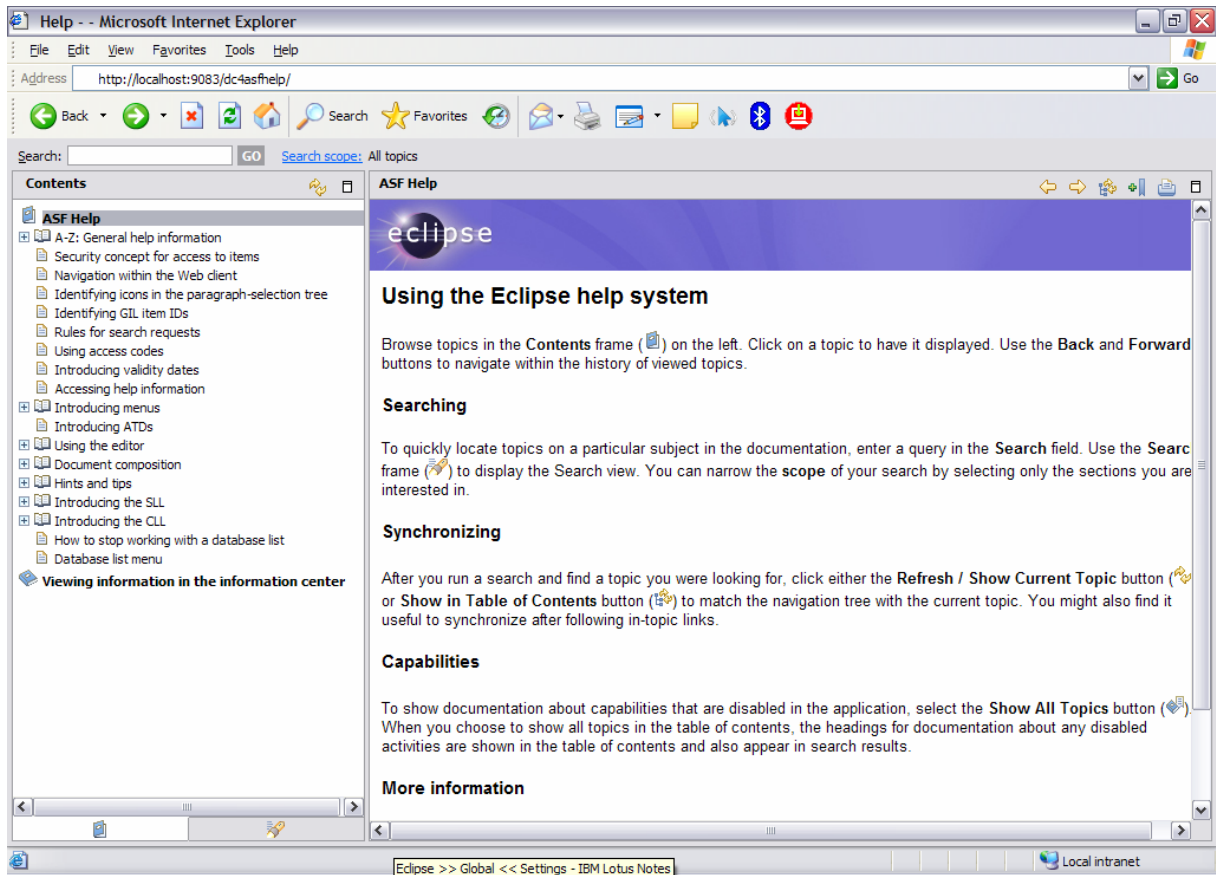 Help - - Microsoft Internet Explorer
File Edit View Favorites Tools Help
Address http://localhost:9083/dc4asfhelp/ Go
Back Search Favorites
Search: GO Search scope: All topics
Contents
ASF Help
A-Z: General help information
Security concept for access to items
Navigation within the Web client
Identifying icons in the paragraph-selection tree
Identifying GIL item IDs
Rules for search requests
Using access codes
Introducing validity dates
Accessing help information
Introducing menus
Introducing ATDs
Using the editor
Document composition
Hints and tips
Introducing the SLL
Introducing the CLL
How to stop working with a database list
Database list menu
Viewing information in the information center
ASF Help
eclipse
Using the Eclipse help system
Browse topics in the Contents frame ( ) on the left. Click on a topic to have it displayed. Use the Back and Forward
buttons to navigate within the history of viewed topics.
Searching
To quickly locate topics on a particular subject in the documentation, enter a query in the Search field. Use the Searc
frame ( ) to display the Search view. You can narrow the scope of your search by selecting only the sections you are
interested in.
Synchronizing
After you run a search and find a topic you were looking for, click either the Refresh / Show Current Topic button (
or Show in Table of Contents button ( ) to match the navigation tree with the current topic. You might also find it
useful to synchronize after following in-topic links.
Capabilities
To show documentation about capabilities that are disabled in the application, select the Show All Topics button ( ).
When you choose to show all topics in the table of contents, the headings for documentation about any disabled
activities are shown in the table of contents and also appear in search results.
More information
Eclipse >> Global << Settings - IBM Lotus Notes
Local intranet